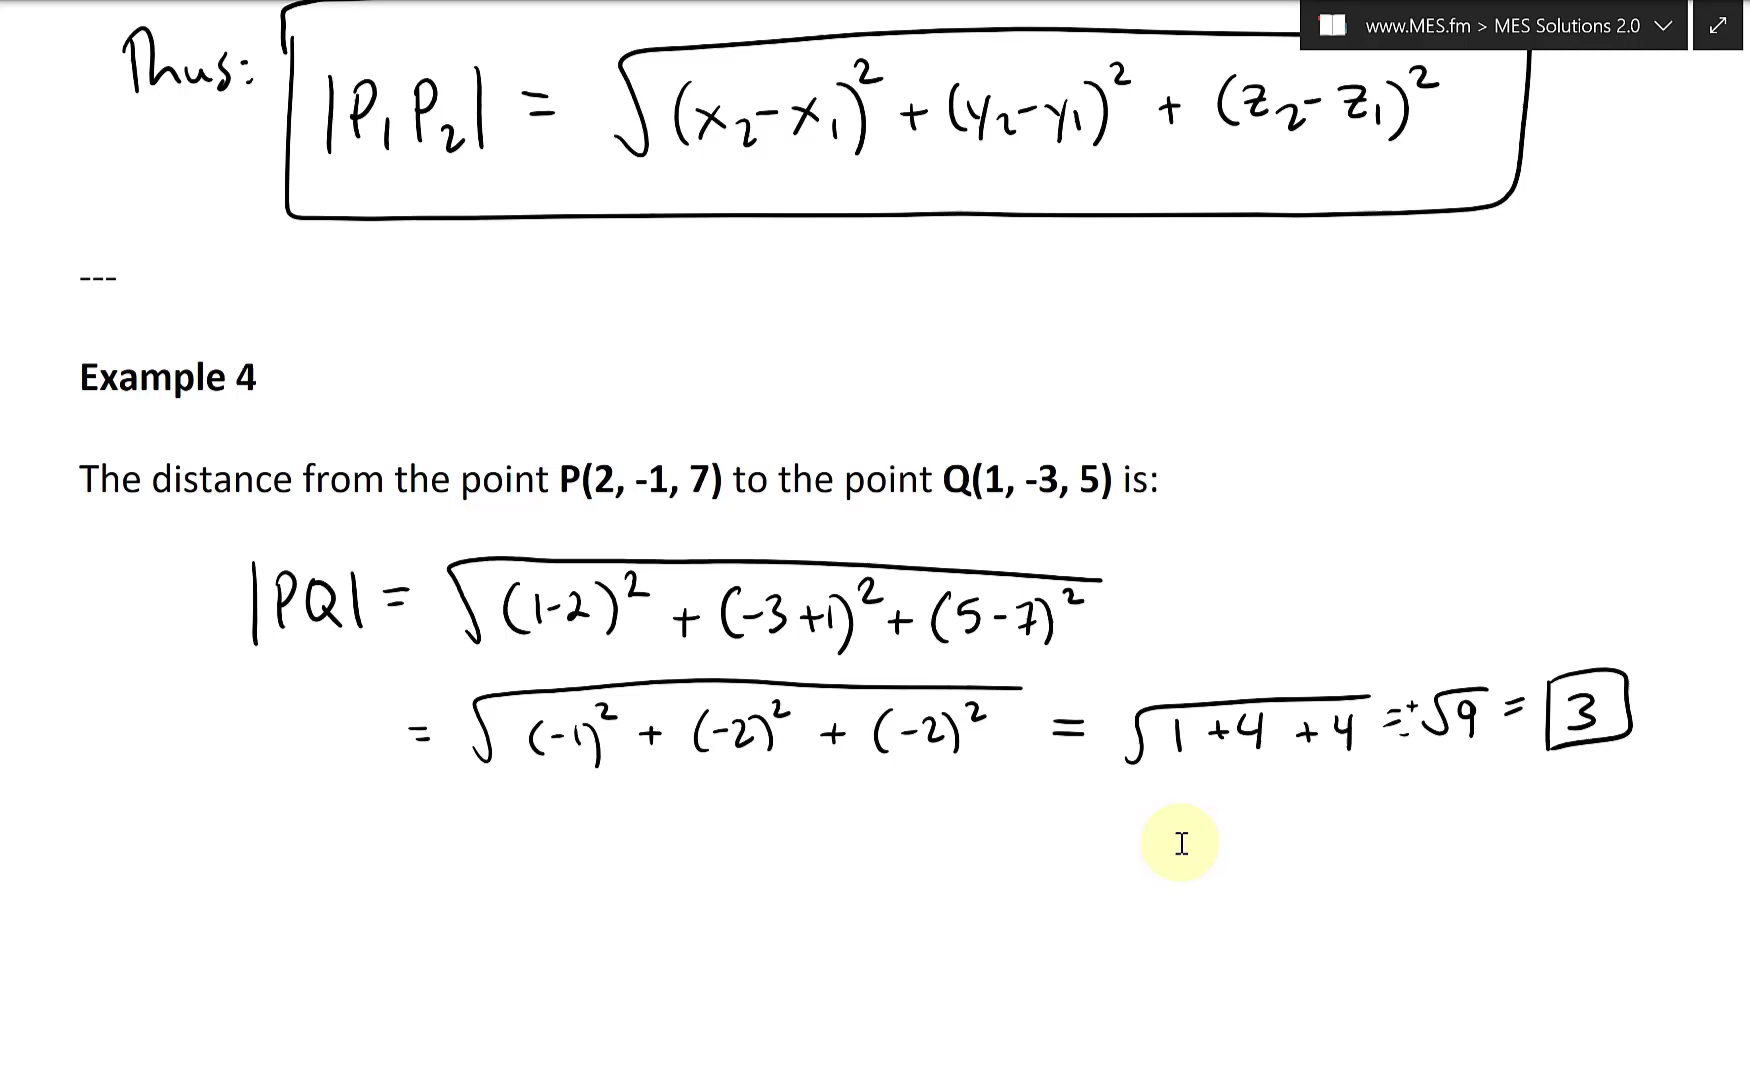 www.MES.fm > MES Solutions 2.0
Thus: |P₁P₂| = √(x₂-x₁)² + (y₂-y₁)² + (z₂-z₁)²
---
Example 4
The distance from the point P(2, -1, 7) to the point Q(1, -3, 5) is:
|PQ| = √(1-2)² + (-3+1)² + (5-7)²
= √(-1)² + (-2)² + (-2)² = √1+4+4 = ±√9 = 3